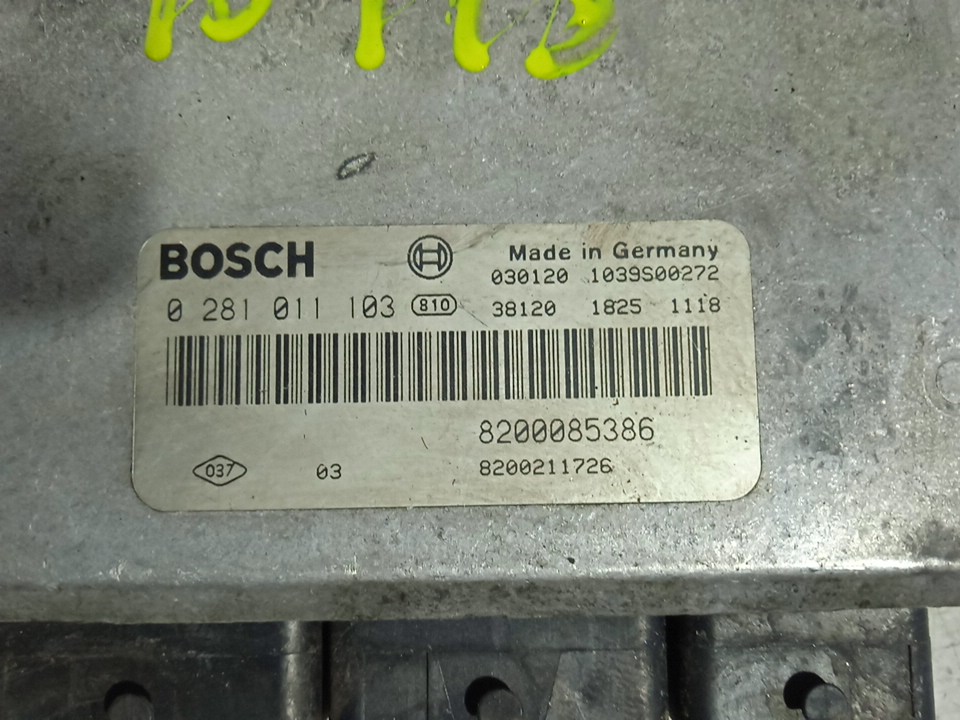 BOSCH Made in Germany
030120 1039S00272
0 281 011 103 810 38120 1825 1118
8200085386
037 03 8200211726